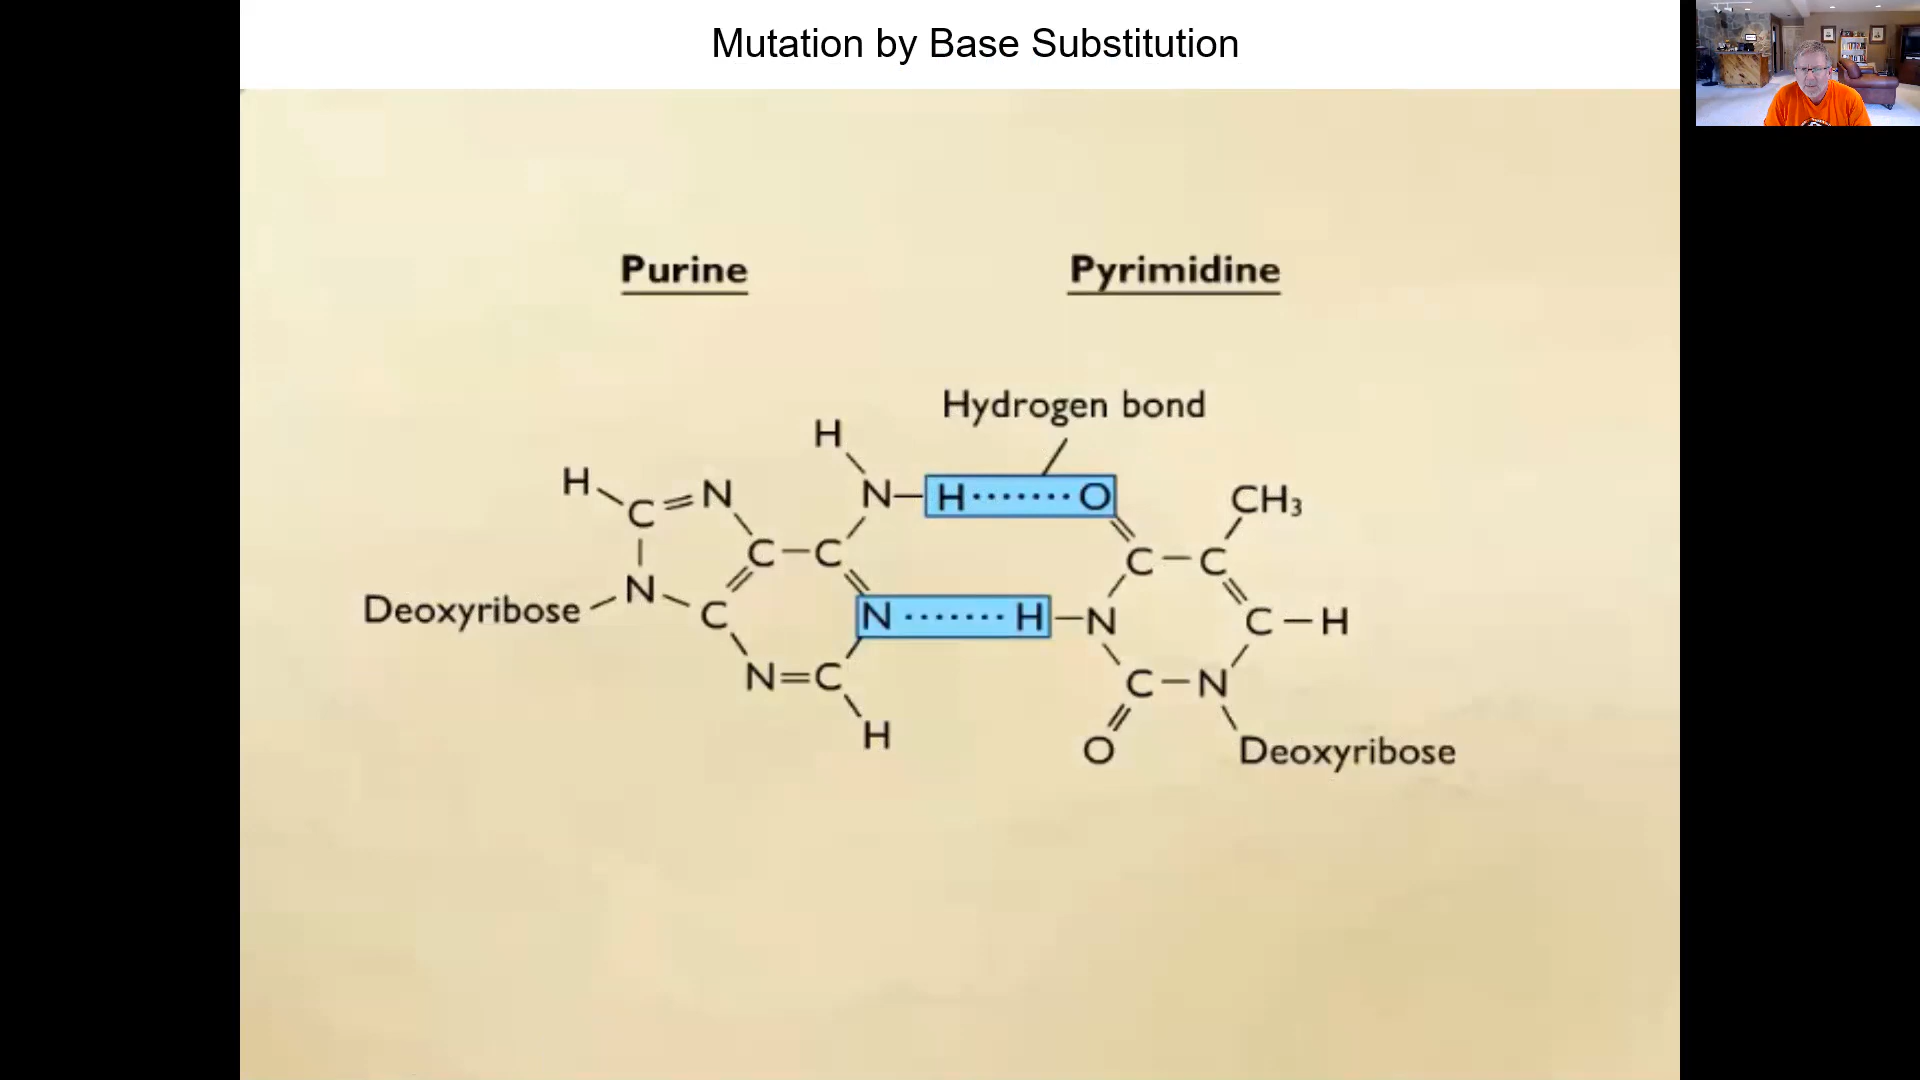 Mutation by Base Substitution
Purine Pyrimidine
Hydrogen bond
H
H C N N H O CH₃
C C C C
Deoxyribose N C N H N C H
N C C N
H O Deoxyribose